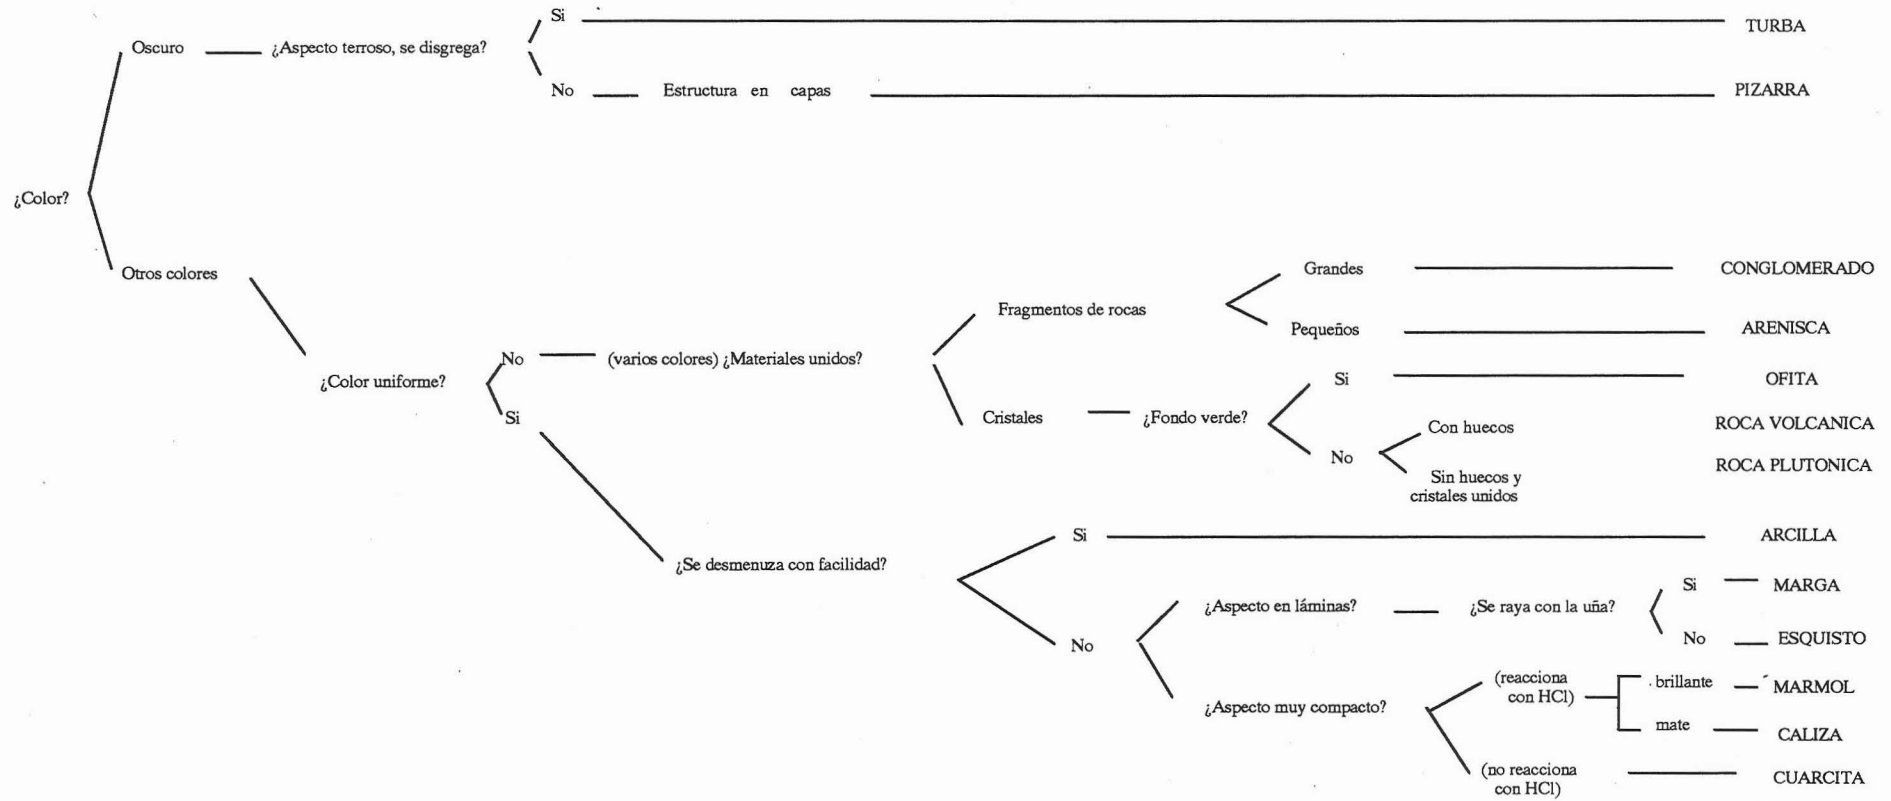 Si
TURBA
Oscuro
¿Aspecto terroso, se disgrega?
No
Estructura en capas
PIZARRA
¿Color?
Otros colores
Grandes
CONGLOMERADO
Fragmentos de rocas
Pequeños
ARENISCA
No
(varios colores) ¿Materiales unidos?
¿Color uniforme?
Si
Si
OFITA
Cristales
¿Fondo verde?
Con huecos
ROCA VOLCANICA
No
ROCA PLUTONICA
Sin huecos y
cristales unidos
Si
ARCILLA
¿Se desmenuza con facilidad?
Si
MARGA
¿Aspecto en láminas?
¿Se raya con la uña?
No
No
ESQUISTO
(reacciona
con HCl)
brillante
MARMOL
¿Aspecto muy compacto?
mate
CALIZA
(no reacciona
con HCl)
CUARCITA